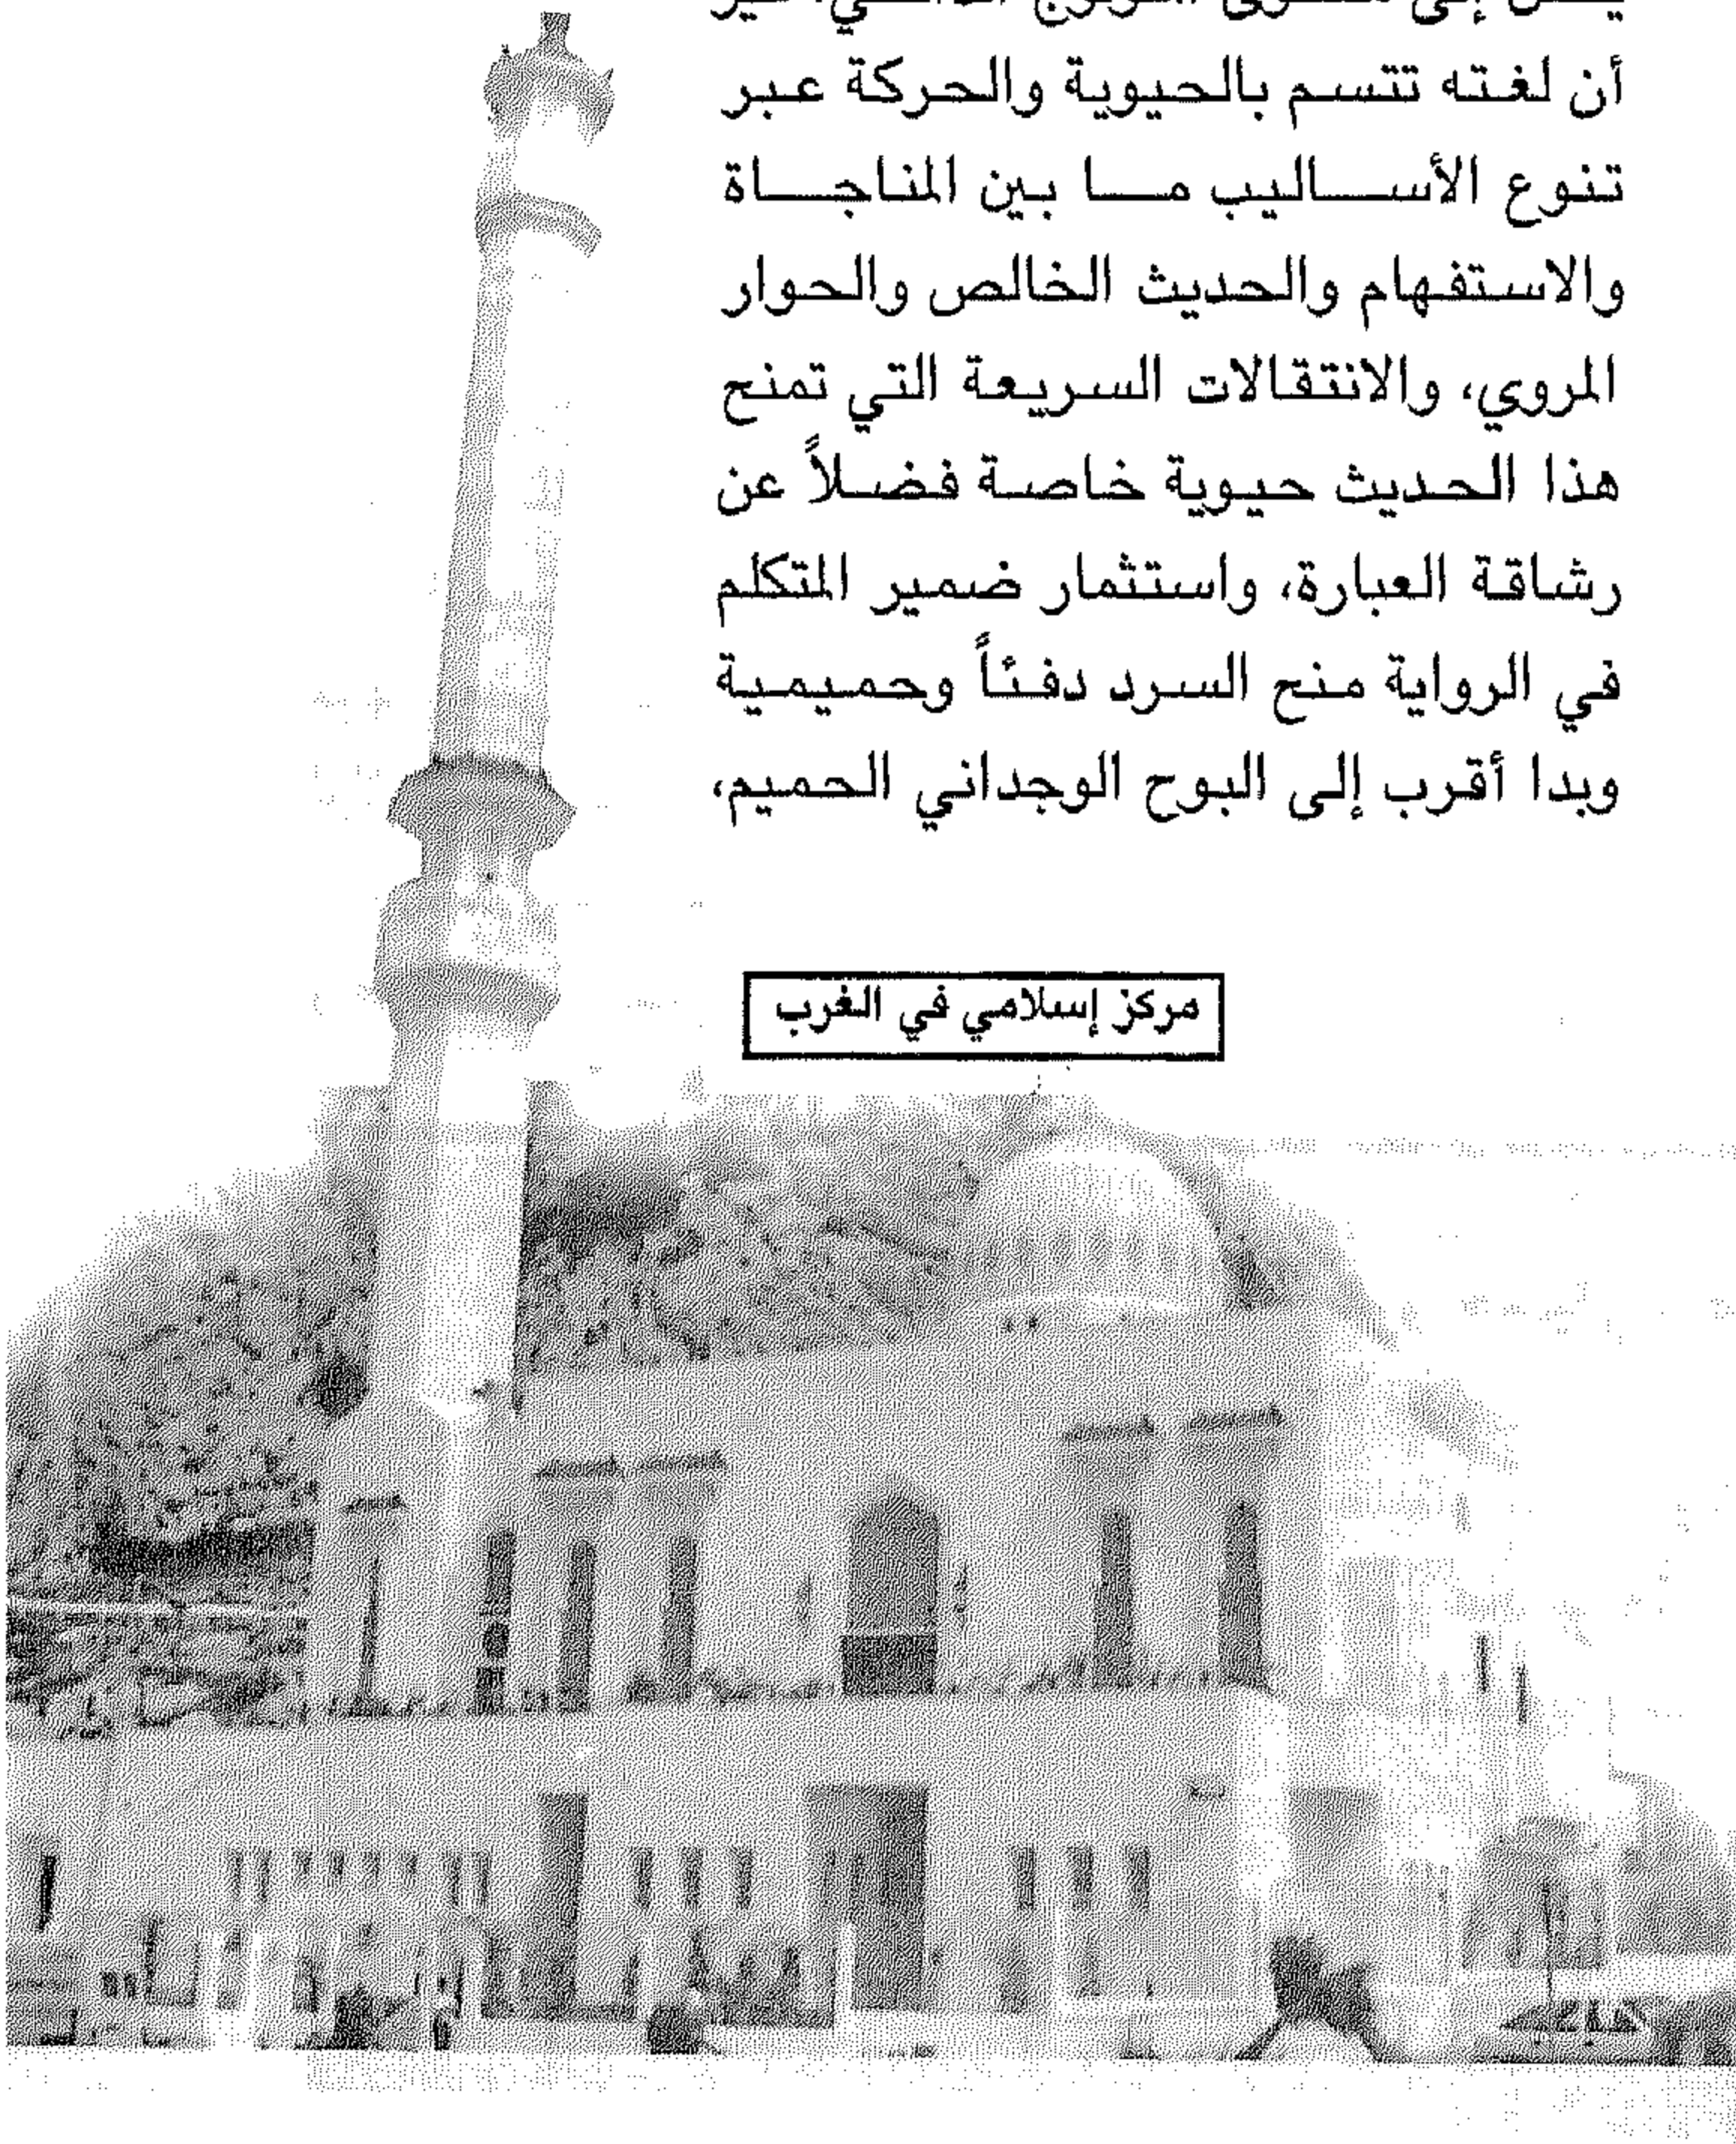 إلى
أن لغته تتسم بالحيوية والحركة عبر
تنوع الأساليب ما بين المناجاة
والاستفهام والحديث الخالص والحوار
المروي، والانتقالات السريعة التي تمنح
هذا الحديث حيوية خاصة فضلاً عن
رشاقة العبارة، واستثمار ضمير المتكلم
في الرواية منح السرد دفئاً وحميمية
وبدا أقرب إلى البوح الوجداني الحميم،
مركز إسلامي في الغرب